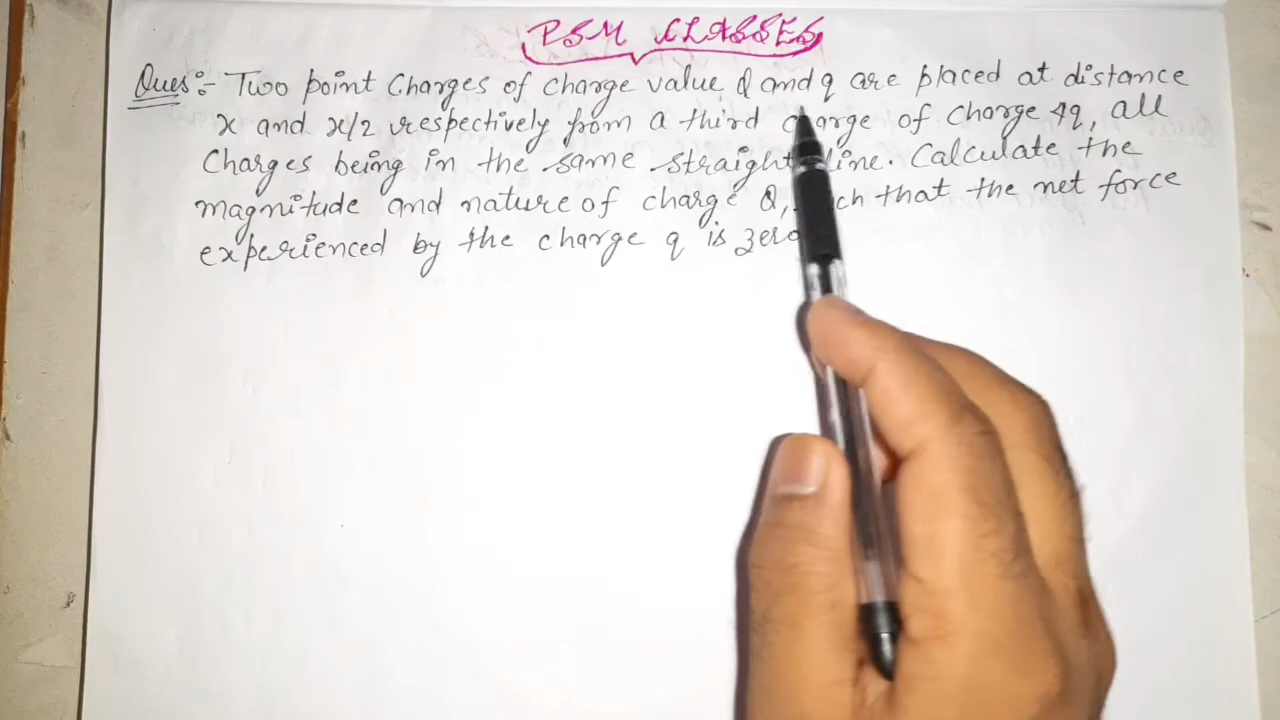 PSM CLASSES
Ques:- Two point Charges of charge value Q and q are placed at distance
x and x/2 respectively from a third charge of Charge 4q, all
Charges being in the same straight line. Calculate the
magnitude and nature of charge Q, that the net force
experienced by the charge q is zero